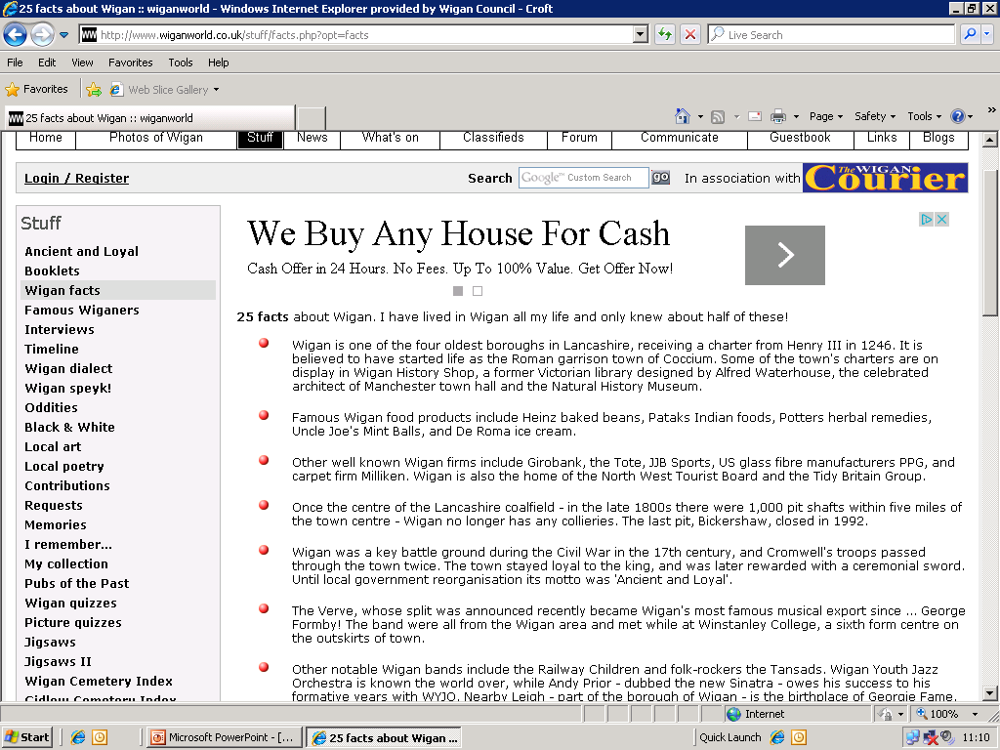 25 facts about Wigan :: wiganworld - Windows Internet Explorer provided by Wigan Council - Croft
WW http://www.wiganworld.co.uk/stuff/facts.php?opt=facts
Live Search
File Edit View Favorites Tools Help
Favorites Web Slice Gallery
WW 25 facts about Wigan :: wiganworld
Page Safety Tools
Home Photos of Wigan Stuff News What's on Classifieds Forum Communicate Guestbook Links Blogs
Login / Register Search Google™ Custom Search go In association with The WIGAN Courier
Stuff
Ancient and Loyal
Booklets
Wigan facts
Famous Wiganers
Interviews
Timeline
Wigan dialect
Wigan speyk!
Oddities
Black & White
Local art
Local poetry
Contributions
Requests
Memories
I remember...
My collection
Pubs of the Past
Wigan quizzes
Picture quizzes
Jigsaws
Jigsaws II
Wigan Cemetery Index
Gidlow Cemetery Index
We Buy Any House For Cash
Cash Offer in 24 Hours. No Fees. Up To 100% Value. Get Offer Now!
25 facts about Wigan. I have lived in Wigan all my life and only knew about half of these!
Wigan is one of the four oldest boroughs in Lancashire, receiving a charter from Henry III in 1246. It is
believed to have started life as the Roman garrison town of Coccium. Some of the town's charters are on
display in Wigan History Shop, a former Victorian library designed by Alfred Waterhouse, the celebrated
architect of Manchester town hall and the Natural History Museum.
Famous Wigan food products include Heinz baked beans, Pataks Indian foods, Potters herbal remedies,
Uncle Joe's Mint Balls, and De Roma ice cream.
Other well known Wigan firms include Girobank, the Tote, JJB Sports, US glass fibre manufacturers PPG, and
carpet firm Milliken. Wigan is also the home of the North West Tourist Board and the Tidy Britain Group.
Once the centre of the Lancashire coalfield - in the late 1800s there were 1,000 pit shafts within five miles of
the town centre - Wigan no longer has any collieries. The last pit, Bickershaw, closed in 1992.
Wigan was a key battle ground during the Civil War in the 17th century, and Cromwell's troops passed
through the town twice. The town stayed loyal to the king, and was later rewarded with a ceremonial sword.
Until local government reorganisation its motto was 'Ancient and Loyal'.
The Verve, whose split was announced recently became Wigan's most famous musical export since ... George
Formby! The band were all from the Wigan area and met while at Winstanley College, a sixth form centre on
the outskirts of town.
Other notable Wigan bands include the Railway Children and folk-rockers the Tansads. Wigan Youth Jazz
Orchestra is known the world over, while Andy Prior - dubbed the new Sinatra - owes his success to his
formative years with WYJO. Nearby Leigh - part of the borough of Wigan - is the birthplace of Georgie Fame,
Internet 100%
Start Microsoft PowerPoint - [... 25 facts about Wigan ... Quick Launch 11:10